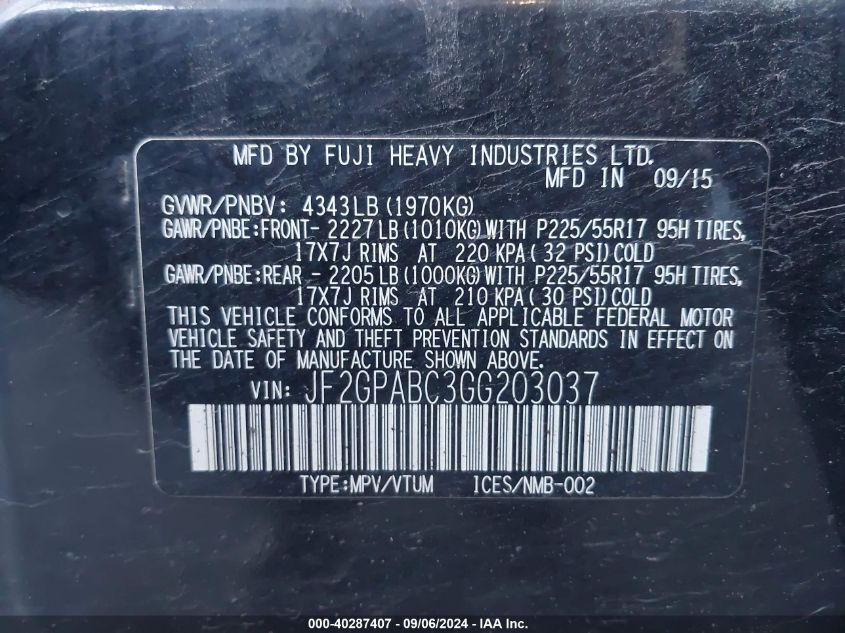 MFD BY FUJI HEAVY INDUSTRIES LTD.
MFD IN 09/15
GVWR/PNBV: 4343LB (1970KG)
GAWR/PNBE:FRONT- 2227 LB (1010KG) WITH P225/55R17 95H TIRES,
17X7J RIMS AT 220 KPA ( 32 PSI) COLD
GAWR/PNBE:REAR - 2205 LB (1000KG) WITH P225/55R17 95H TIRES,
17X7J RIMS AT 210 KPA ( 30 PSI) COLD
THIS VEHICLE CONFORMS TO ALL APPLICABLE FEDERAL MOTOR
VEHICLE SAFETY AND THEFT PREVENTION STANDARDS IN EFFECT ON
THE DATE OF MANUFACTURE SHOWN ABOVE.
VIN: JF2GPABC3GG203037
TYPE:MPV/VTUM ICES/NMB-002
000-40287407 - 09/06/2024 - IAA Inc.